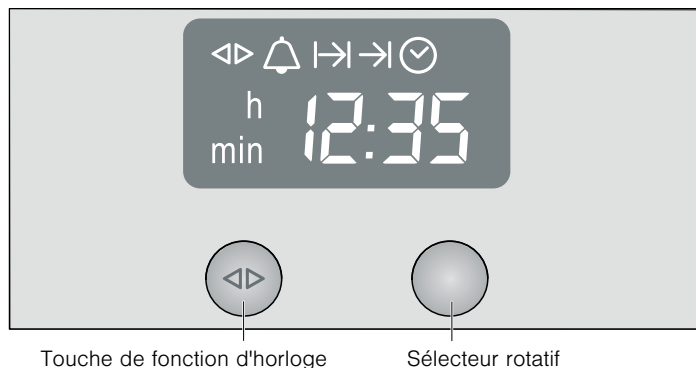 h
min 12:35
Touche de fonction d'horloge
Sélecteur rotatif